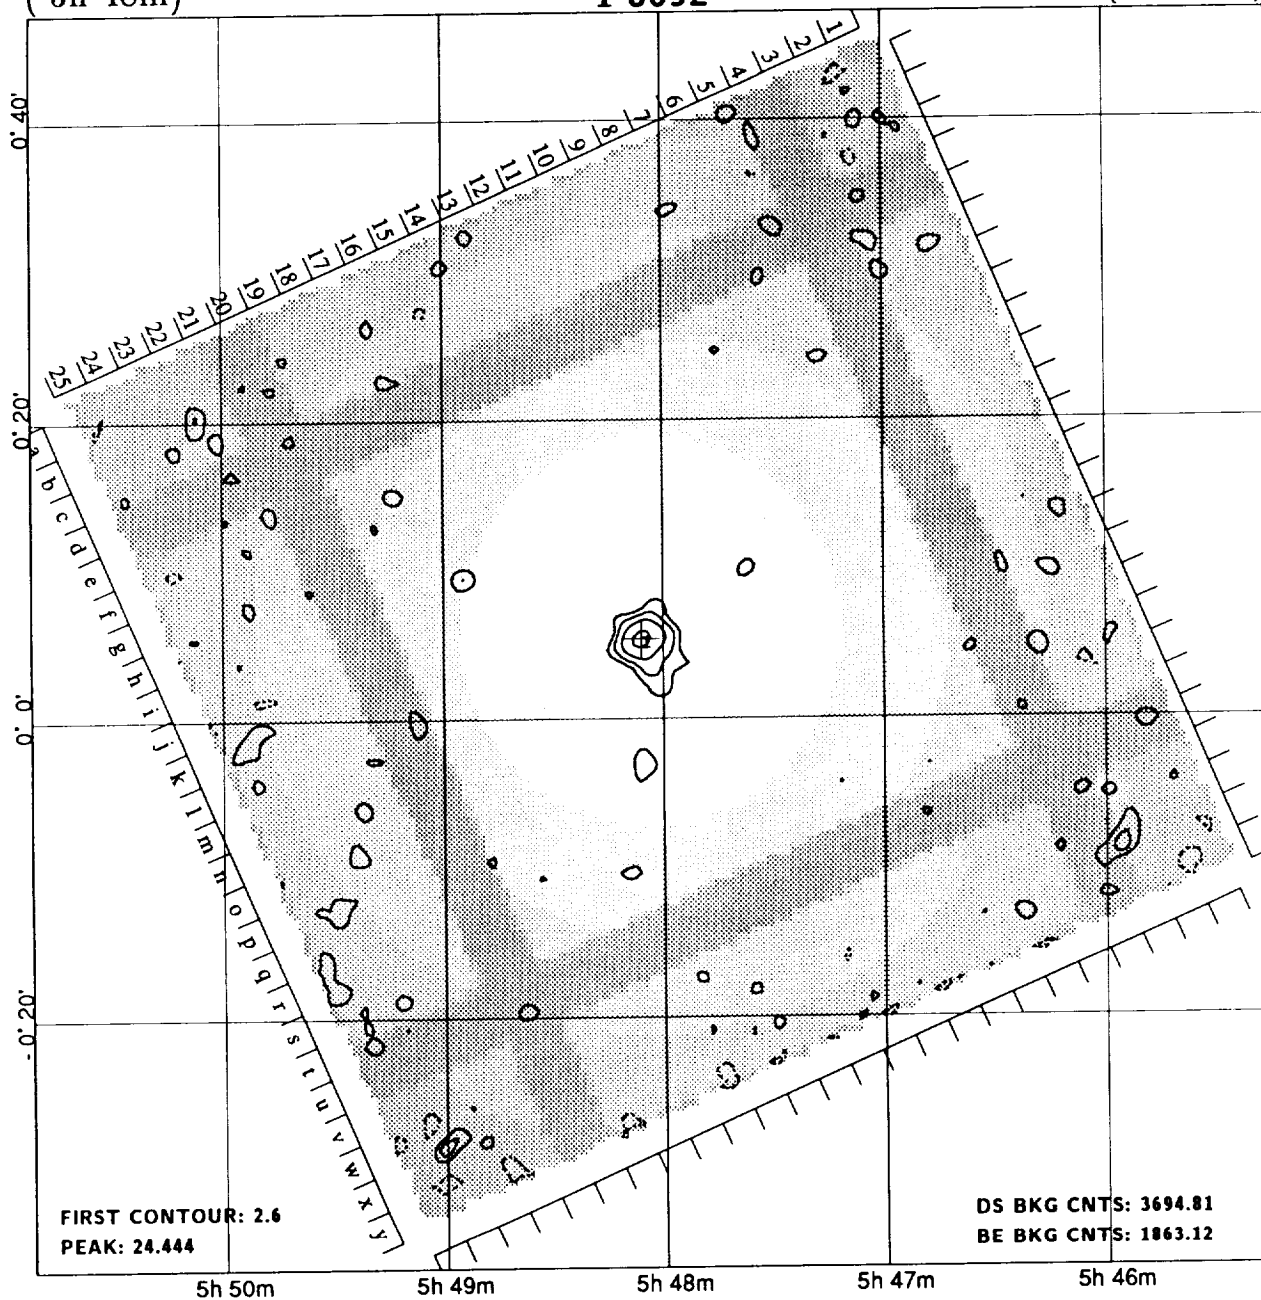 1 2 3 4 5 6 7 8 9 10 11 12 13 14 15 16 17 18 19 20 21 22 23 24 25
0° 40'
0° 20'
0° 0'
- 0° 20'
a b c d e f g h i j k l m n o p q r s t u v w x y
FIRST CONTOUR: 2.6
PEAK: 24.444
DS BKG CNTS: 3694.81
BE BKG CNTS: 1863.12
5h 50m 5h 49m 5h 48m 5h 47m 5h 46m